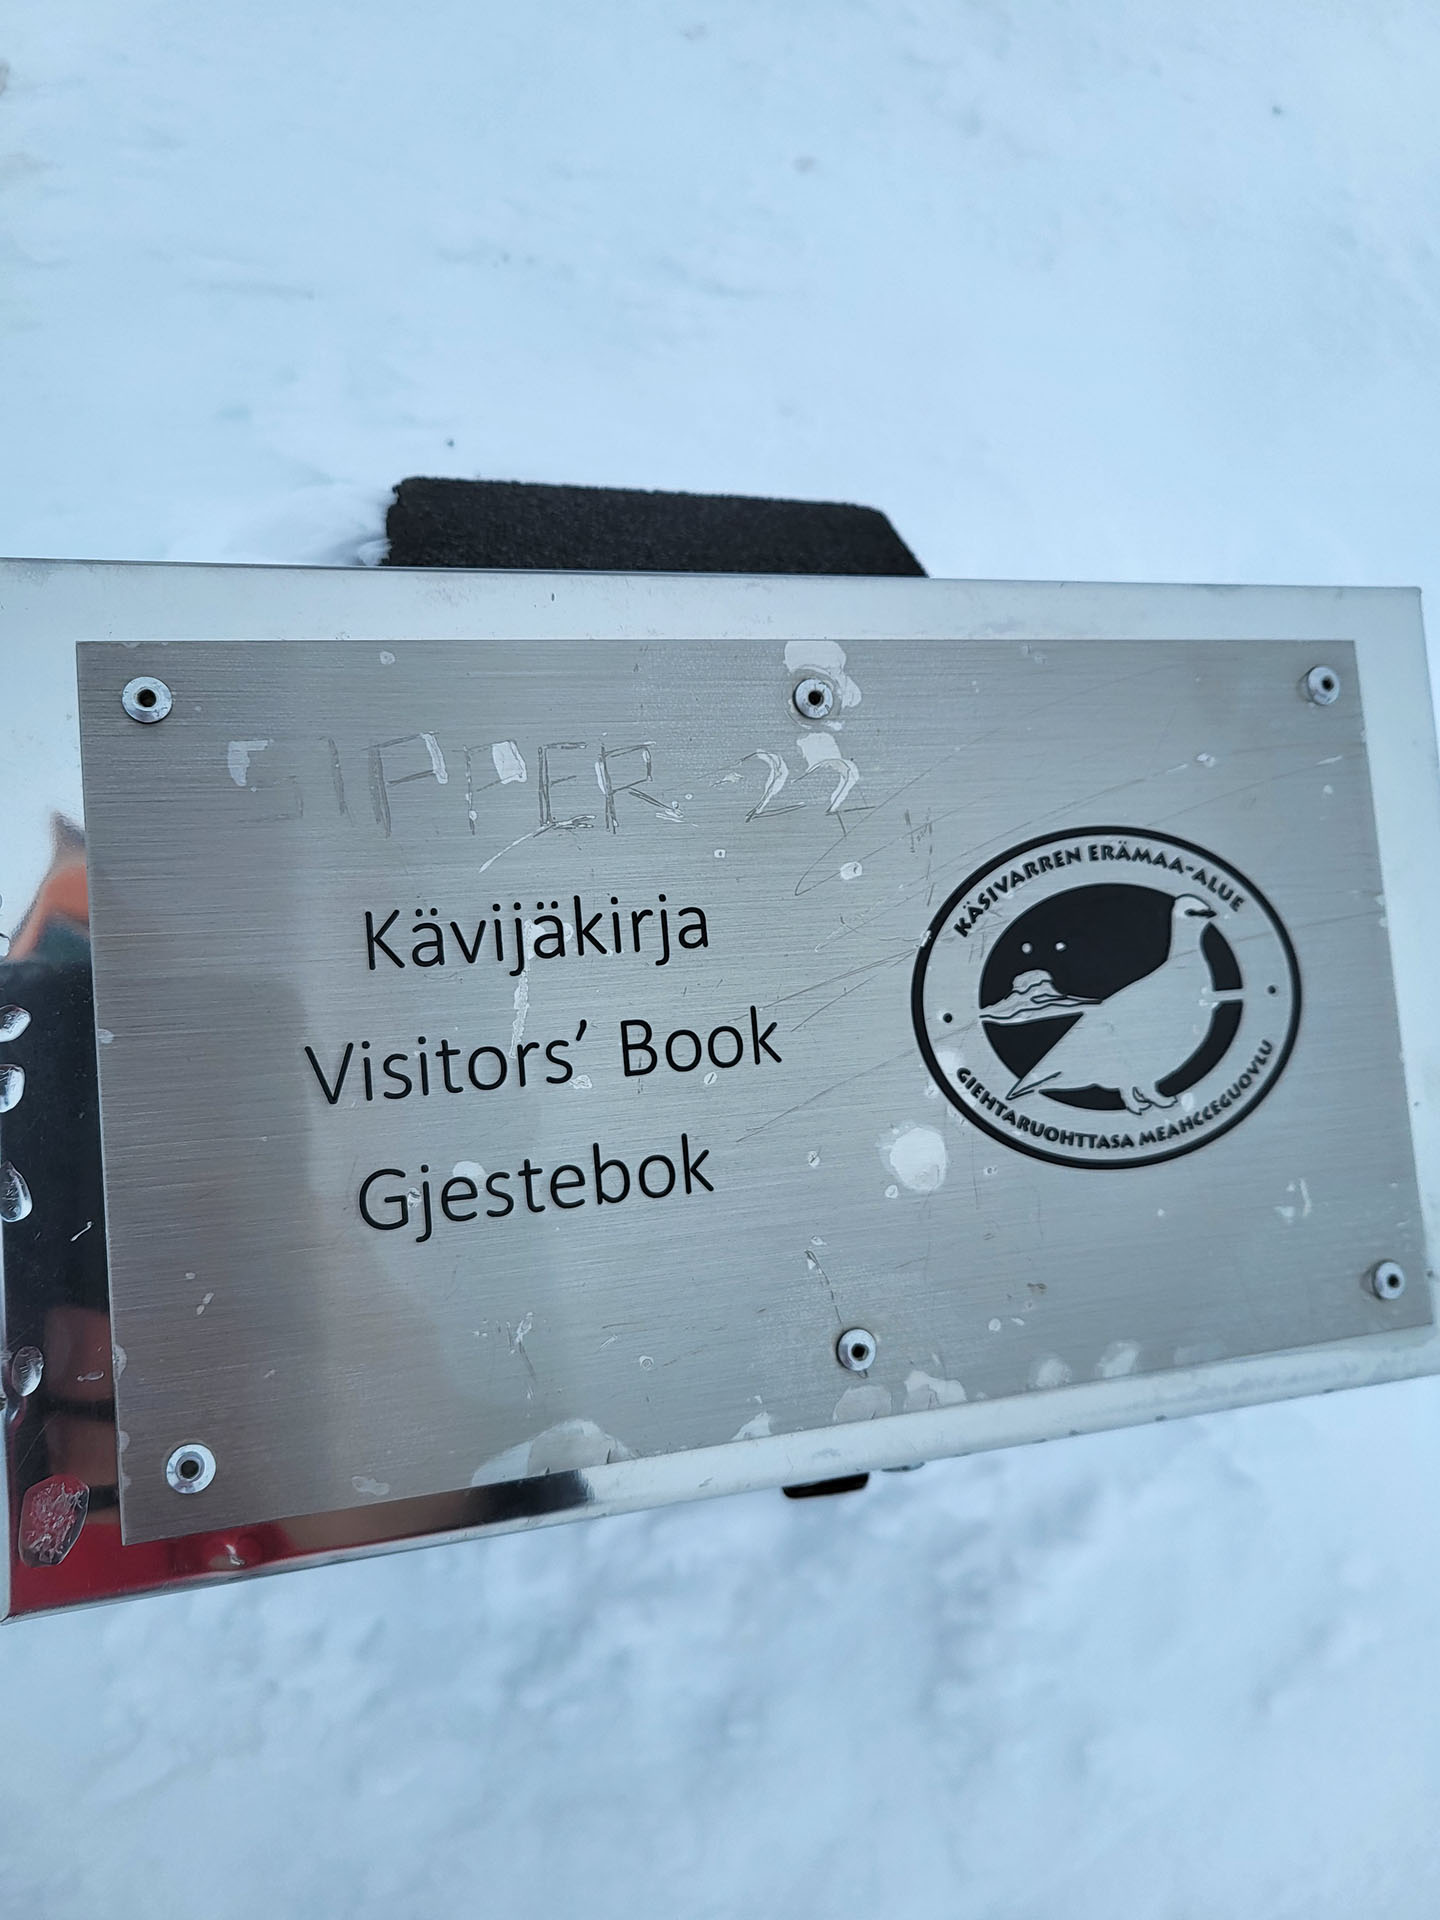 SIPPER 22
Kävijäkirja
Visitors’ Book
Gjestebok
KÄSIVARREN ERÄMAA-ALUE
GIEHTARUOHTTASA MEAHCCEGUOVLU